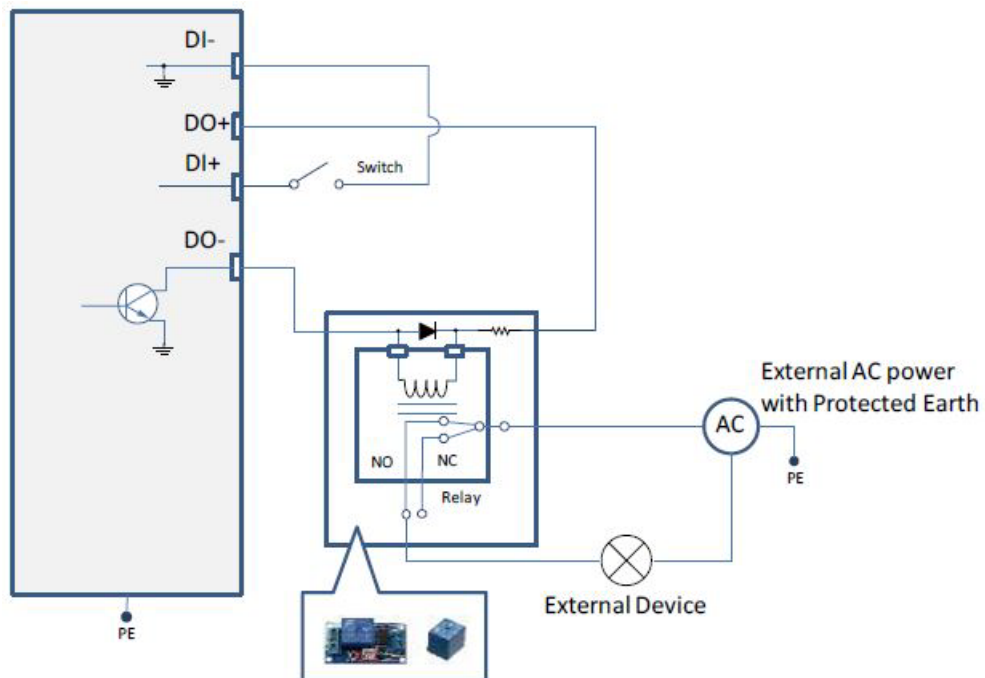 DI-
DO+
DI+
Switch
DO-
External AC power
with Protected Earth
AC
NO
NC
PE
Relay
External Device
PE